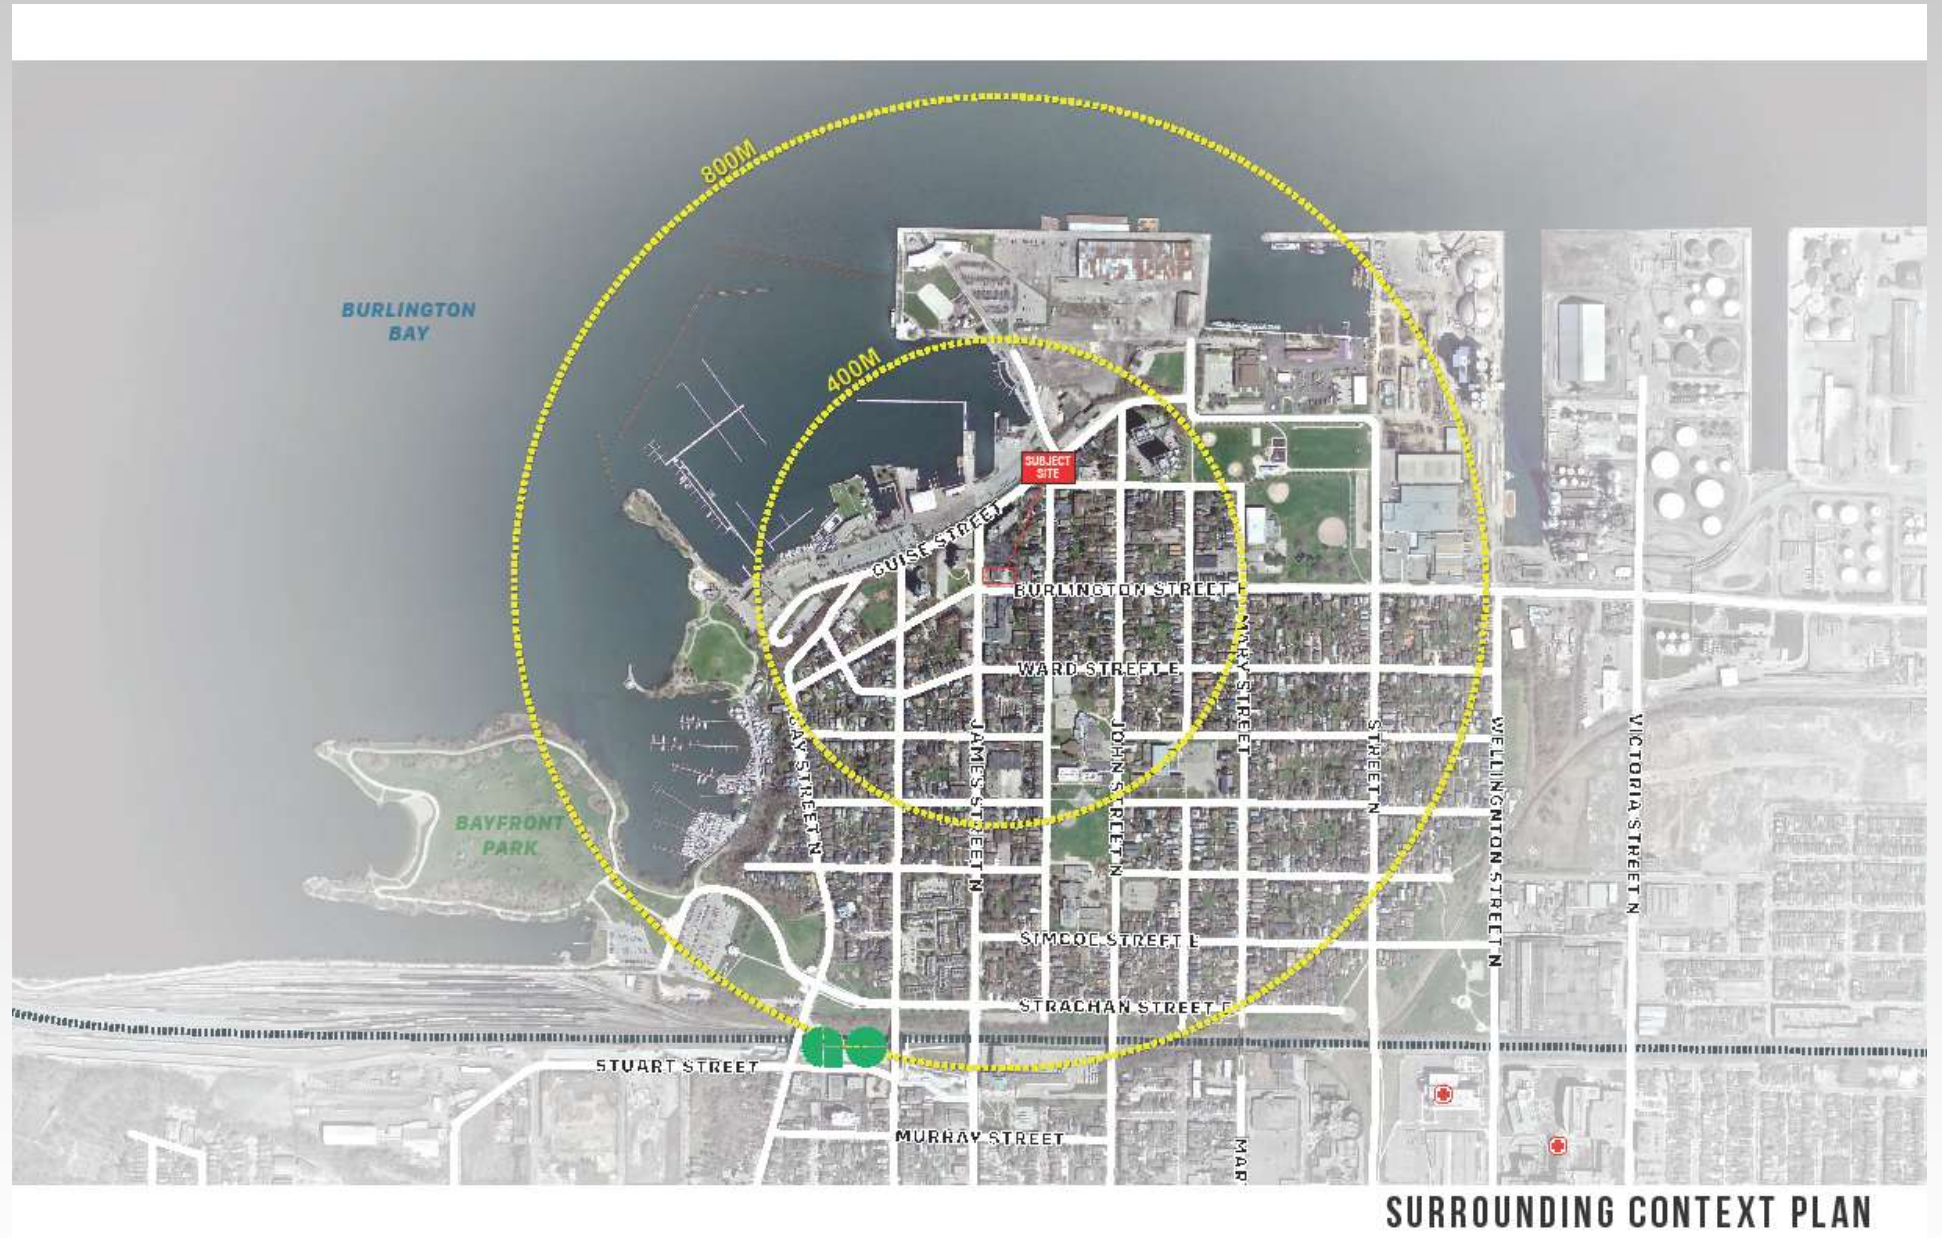 800M
BURLINGTON
BAY
400M
SUBJECT
SITE
GUISE STREET
BURLINGTON STREET
WARD STREET E
MARY STREET
BAY STREET N
JAMES STREET N
JOHN STREET N
STREET N
WELLINGNTON STREET N
VICTORIA STREET N
BAYFRONT
PARK
SIMCOE STREET E
STRACHAN STREET E
GO
STUART STREET
MURRAY STREET
MAR
SURROUNDING CONTEXT PLAN